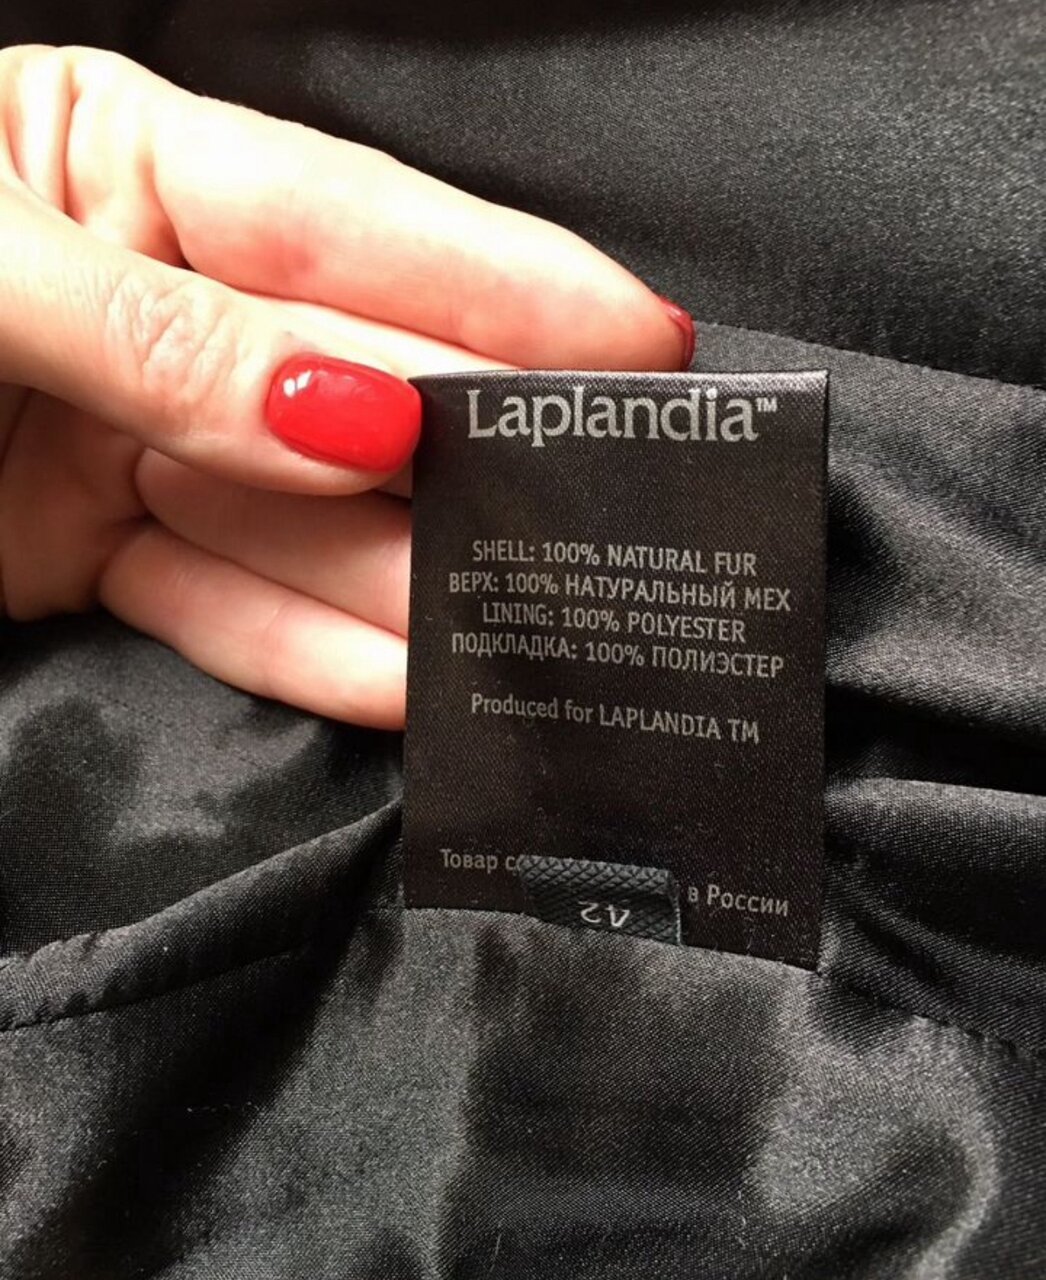 Laplandia™
SHELL: 100% NATURAL FUR
ВЕРХ: 100% НАТУРАЛЬНЫЙ МЕХ
LINING: 100% POLYESTER
ПОДКЛАДКА: 100% ПОЛИЭСТЕР
Produced for LAPLANDIA TM
Товар в России
42